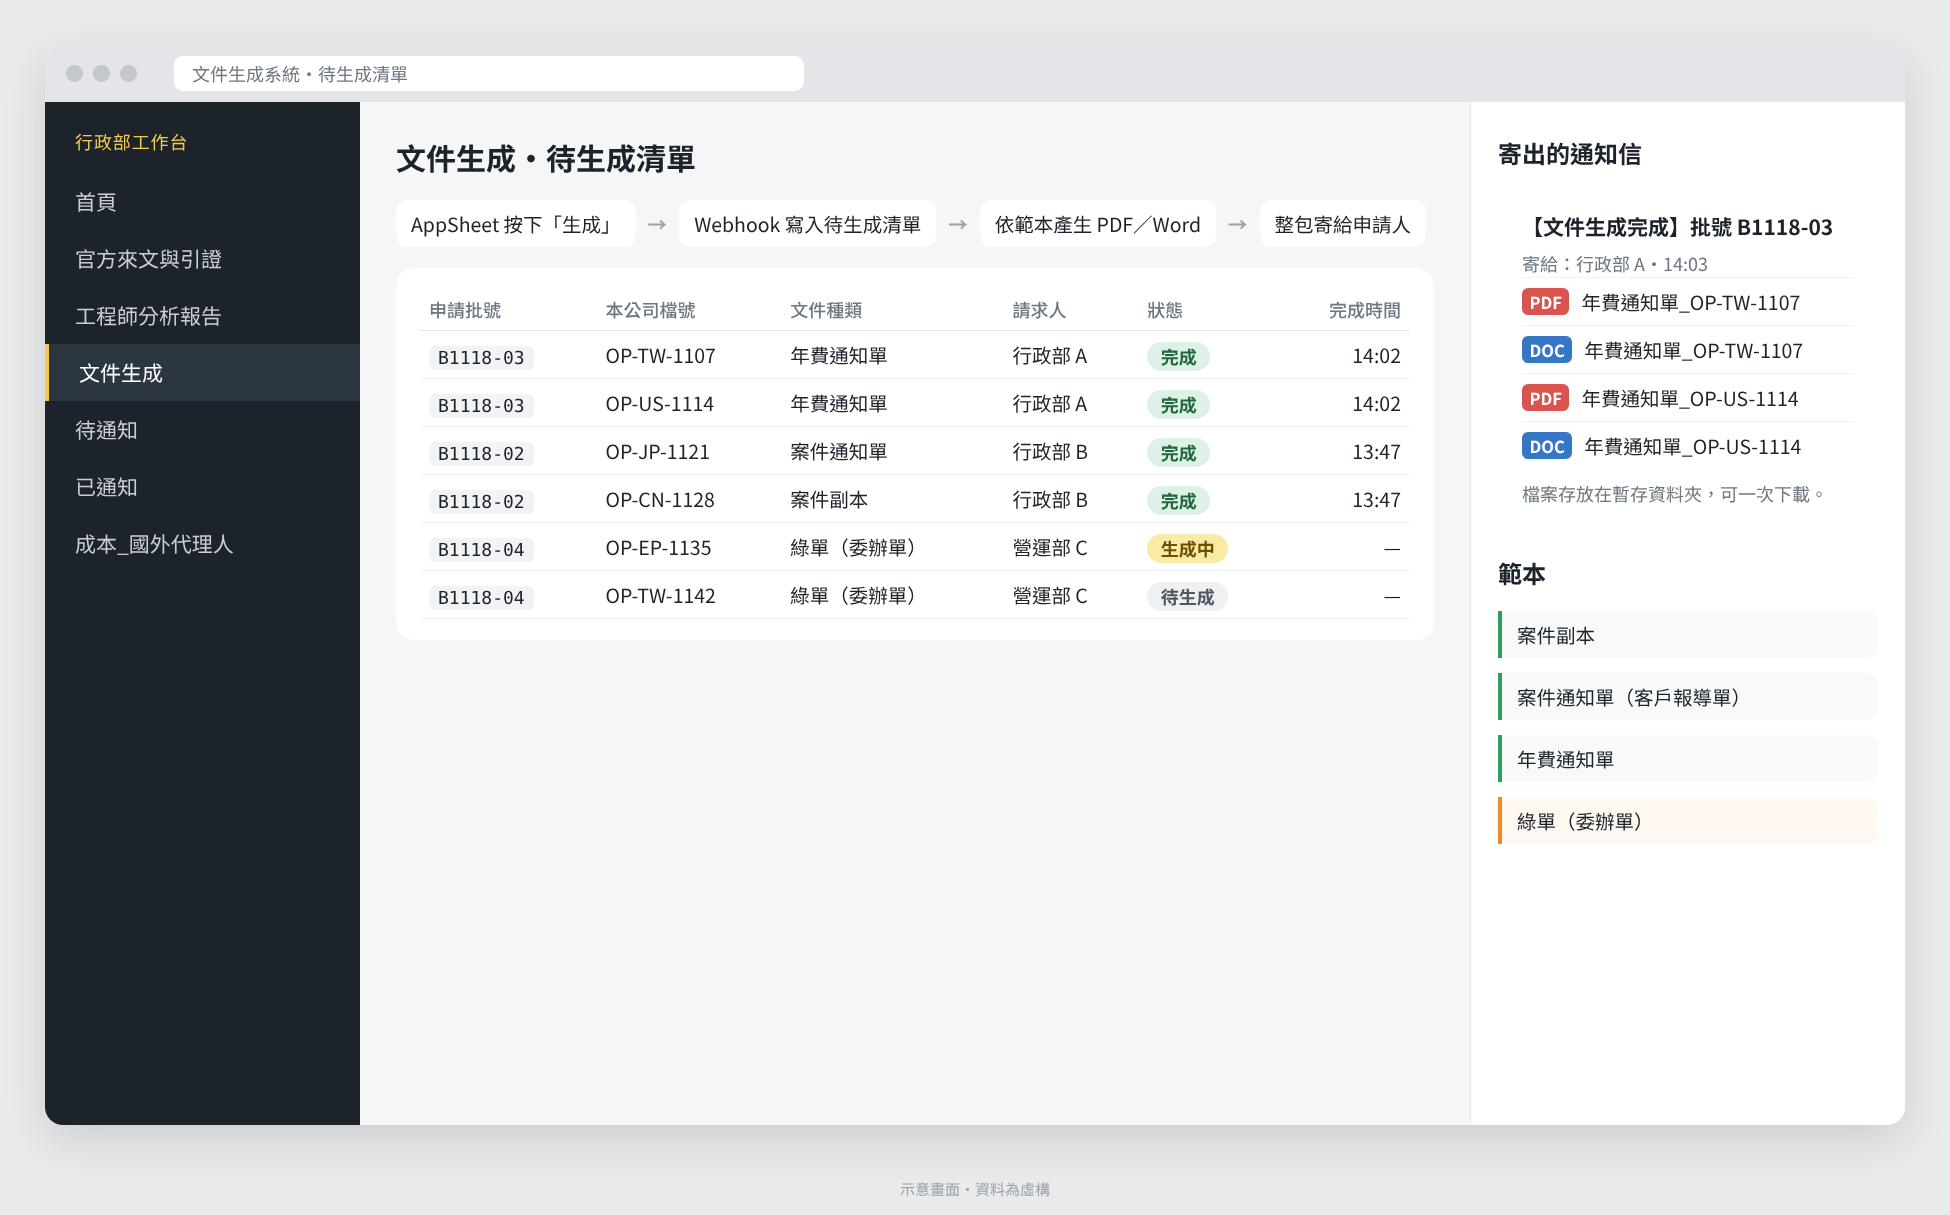 文件生成系統・待生成清單
行政部工作台
首頁
官方來文與引證
工程師分析報告
文件生成
待通知
已通知
成本_國外代理人
文件生成・待生成清單
AppSheet 按下「生成」 → Webhook 寫入待生成清單 → 依範本產生 PDF／Word → 整包寄給申請人
申請批號 本公司檔號 文件種類 請求人 狀態 完成時間
B1118-03 OP-TW-1107 年費通知單 行政部 A 完成 14:02
B1118-03 OP-US-1114 年費通知單 行政部 A 完成 14:02
B1118-02 OP-JP-1121 案件通知單 行政部 B 完成 13:47
B1118-02 OP-CN-1128 案件副本 行政部 B 完成 13:47
B1118-04 OP-EP-1135 綠單（委辦單） 營運部 C 生成中 —
B1118-04 OP-TW-1142 綠單（委辦單） 營運部 C 待生成 —
寄出的通知信
【文件生成完成】批號 B1118-03
寄給：行政部 A・14:03
PDF 年費通知單_OP-TW-1107
DOC 年費通知單_OP-TW-1107
PDF 年費通知單_OP-US-1114
DOC 年費通知單_OP-US-1114
檔案存放在暫存資料夾，可一次下載。
範本
案件副本
案件通知單（客戶報導單）
年費通知單
綠單（委辦單）
示意畫面・資料為虛構